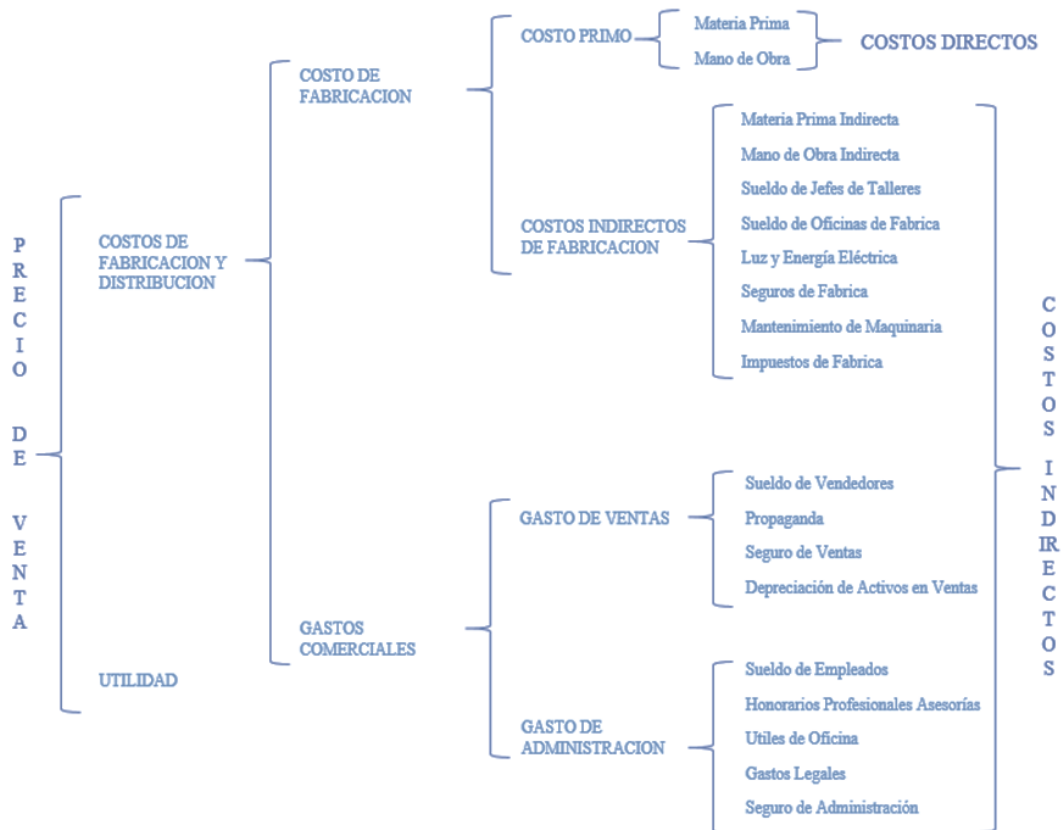 PRECIO DE VENTA
COSTOS DE
FABRICACION Y
DISTRIBUCION
UTILIDAD
COSTO DE
FABRICACION
GASTOS
COMERCIALES
COSTO PRIMO
Materia Prima
Mano de Obra
COSTOS DIRECTOS
COSTOS INDIRECTOS
DE FABRICACION
Materia Prima Indirecta
Mano de Obra Indirecta
Sueldo de Jefes de Talleres
Sueldo de Oficinas de Fabrica
Luz y Energía Eléctrica
Seguros de Fabrica
Mantenimiento de Maquinaria
Impuestos de Fabrica
GASTO DE VENTAS
Sueldo de Vendedores
Propaganda
Seguro de Ventas
Depreciación de Activos en Ventas
GASTO DE
ADMINISTRACION
Sueldo de Empleados
Honorarios Profesionales Asesorías
Utiles de Oficina
Gastos Legales
Seguro de Administración
COSTOS INDIRECTOS